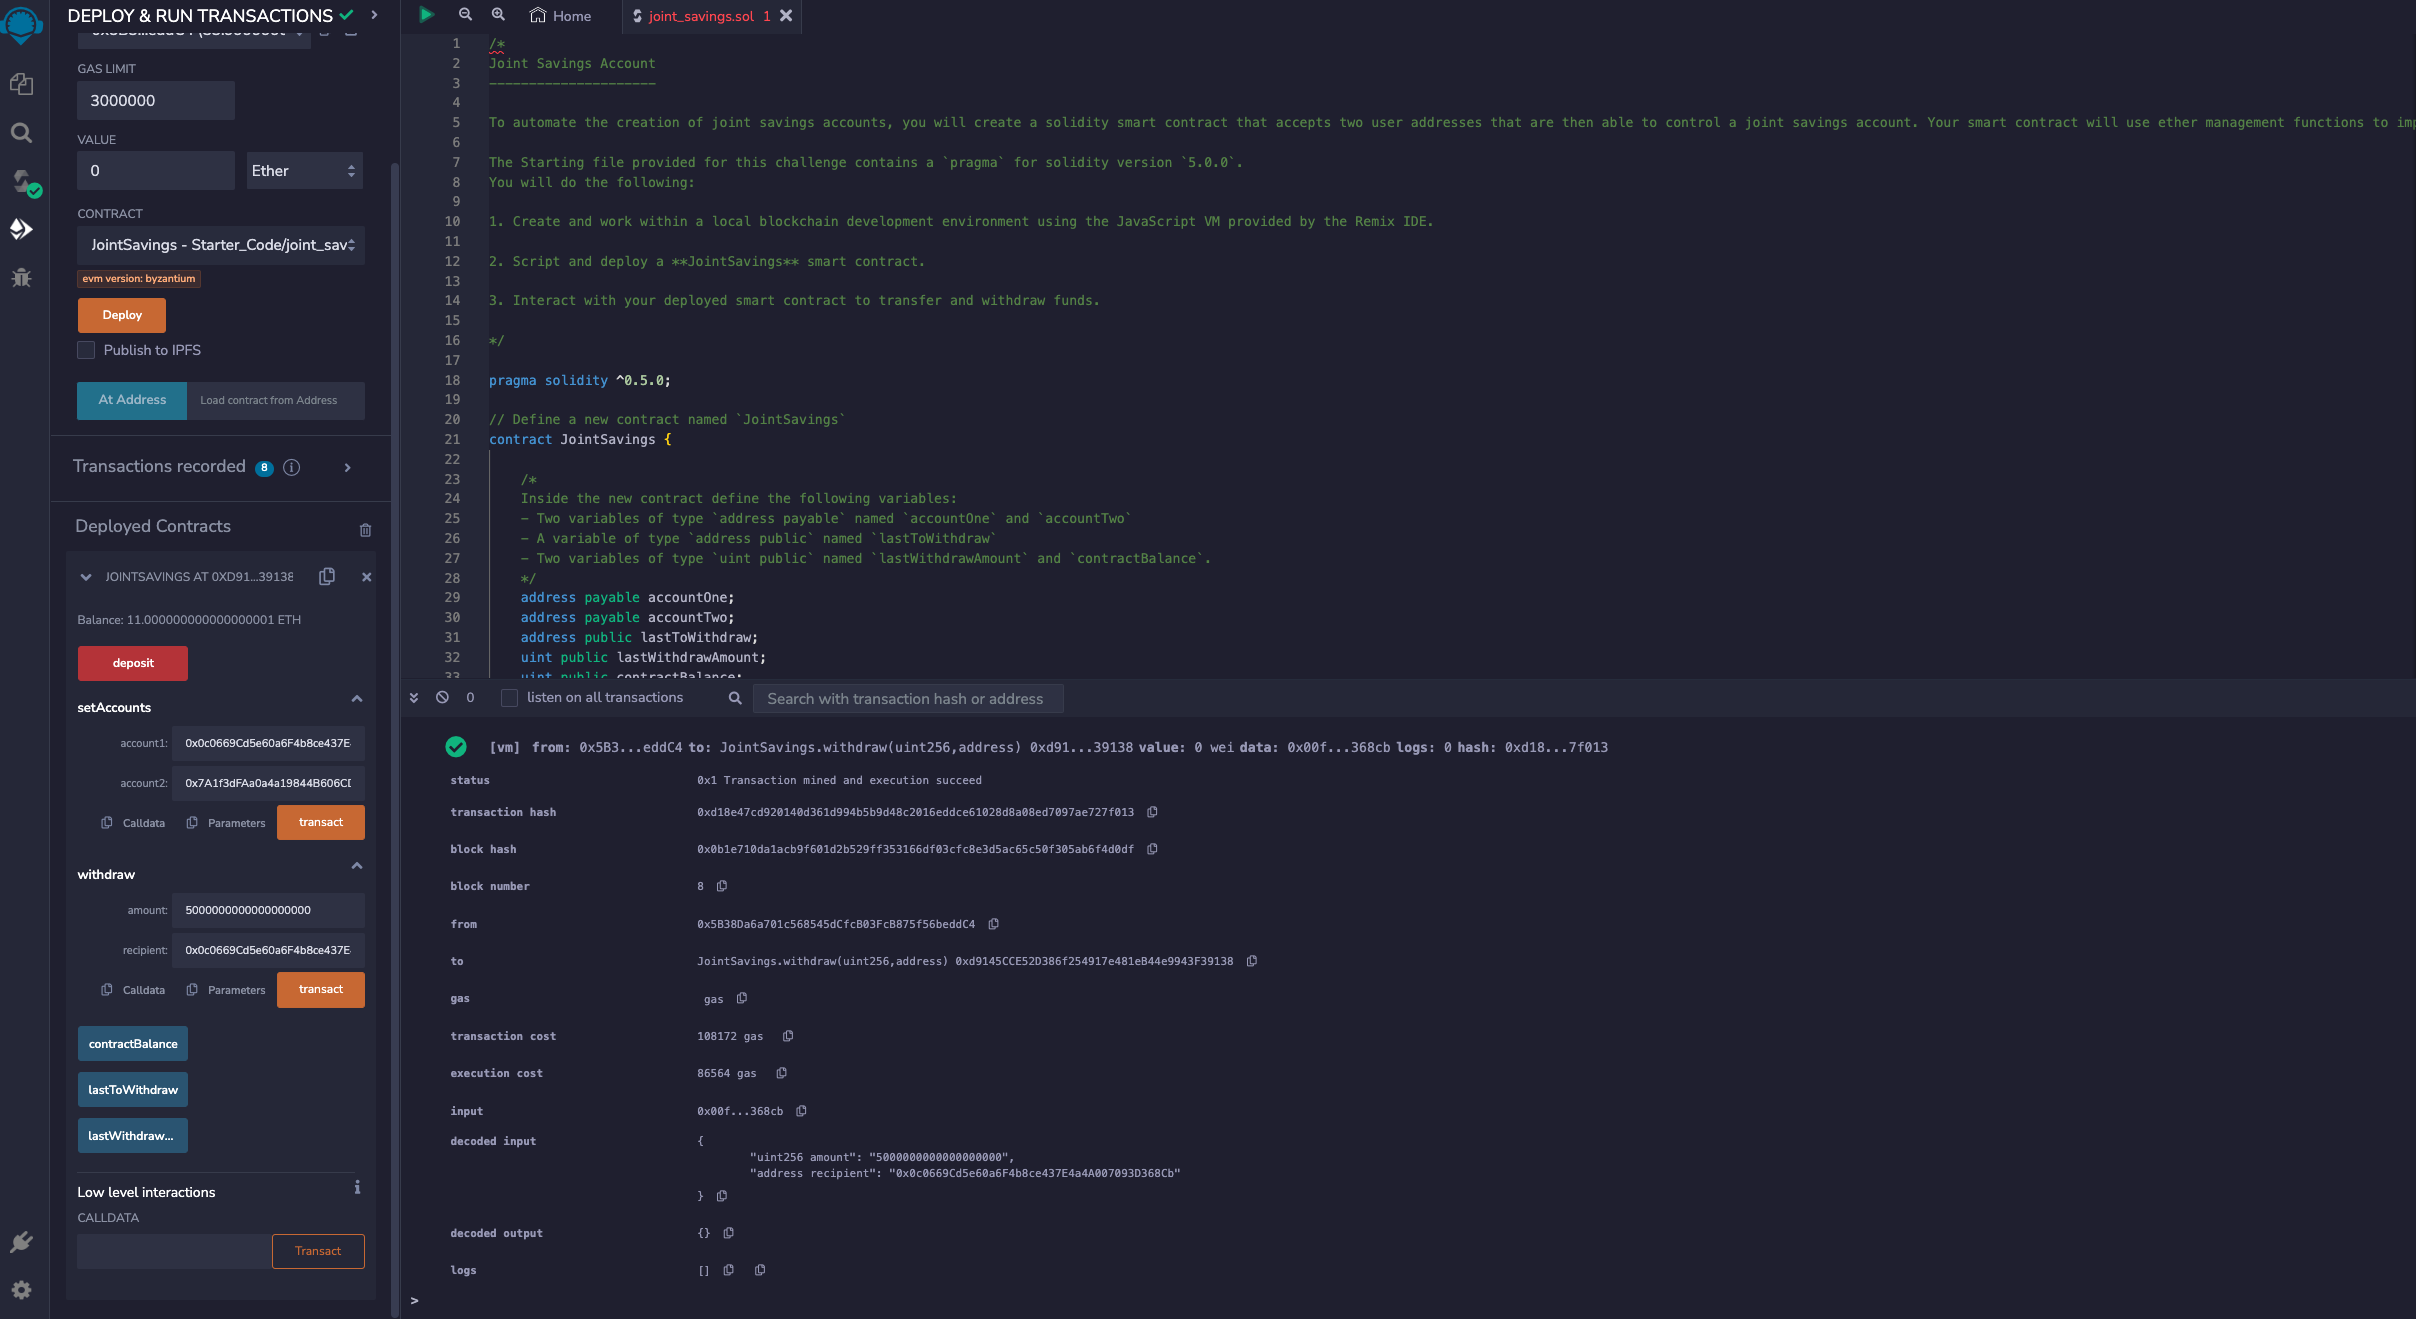 DEPLOY & RUN TRANSACTIONS
GAS LIMIT
3000000
VALUE
0
Ether
CONTRACT
JointSavings - Starter_Code/joint_sav
evm version: byzantium
Deploy
Publish to IPFS
At Address
Load contract from Address
Transactions recorded 8 i
Deployed Contracts
JOINTSAVINGS AT 0XD91...39138
Balance: 11.000000000000000001 ETH
deposit
setAccounts
account1: 0x0c0669Cd5e60a6F4b8ce437E
account2: 0x7A1f3dFAa0a4a19844B606CD
Calldata
Parameters
transact
withdraw
amount: 5000000000000000000
recipient: 0x0c0669Cd5e60a6F4b8ce437E
Calldata
Parameters
transact
contractBalance
lastToWithdraw
lastWithdraw...
Low level interactions
i
CALLDATA
Transact
Home
joint_savings.sol 1
1 /*
2 Joint Savings Account
3 ---------------------
4
5 To automate the creation of joint savings accounts, you will create a solidity smart contract that accepts two user addresses that are then able to control a joint savings account. Your smart contract will use ether management functions to imp
6
7 The Starting file provided for this challenge contains a `pragma` for solidity version `5.0.0`.
8 You will do the following:
9
10 1. Create and work within a local blockchain development environment using the JavaScript VM provided by the Remix IDE.
11
12 2. Script and deploy a **JointSavings** smart contract.
13
14 3. Interact with your deployed smart contract to transfer and withdraw funds.
15
16 */
17
18 pragma solidity ^0.5.0;
19
20 // Define a new contract named `JointSavings`
21 contract JointSavings {
22
23 /*
24 Inside the new contract define the following variables:
25 - Two variables of type `address payable` named `accountOne` and `accountTwo`
26 - A variable of type `address public` named `lastToWithdraw`
27 - Two variables of type `uint public` named `lastWithdrawAmount` and `contractBalance`.
28 */
29 address payable accountOne;
30 address payable accountTwo;
31 address public lastToWithdraw;
32 uint public lastWithdrawAmount;
33 uint public contractBalance;
0
listen on all transactions
Search with transaction hash or address
[vm] from: 0x5B3...eddC4 to: JointSavings.withdraw(uint256,address) 0xd91...39138 value: 0 wei data: 0x00f...368cb logs: 0 hash: 0xd18...7f013
status 0x1 Transaction mined and execution succeed
transaction hash 0xd18e47cd920140d361d994b5b9d48c2016eddce61028d8a08ed7097ae727f013
block hash 0x0b1e710da1acb9f601d2b529ff353166df03cfc8e3d5ac65c50f305ab6f4d0df
block number 8
from 0x5B38Da6a701c568545dCfcB03FcB875f56beddC4
to JointSavings.withdraw(uint256,address) 0xd9145CCE52D386f254917e481eB44e9943F39138
gas gas
transaction cost 108172 gas
execution cost 86564 gas
input 0x00f...368cb
decoded input {
"uint256 amount": "5000000000000000000",
"address recipient": "0x0c0669Cd5e60a6F4b8ce437E4a4A007093D368Cb"
}
decoded output {}
logs []
>